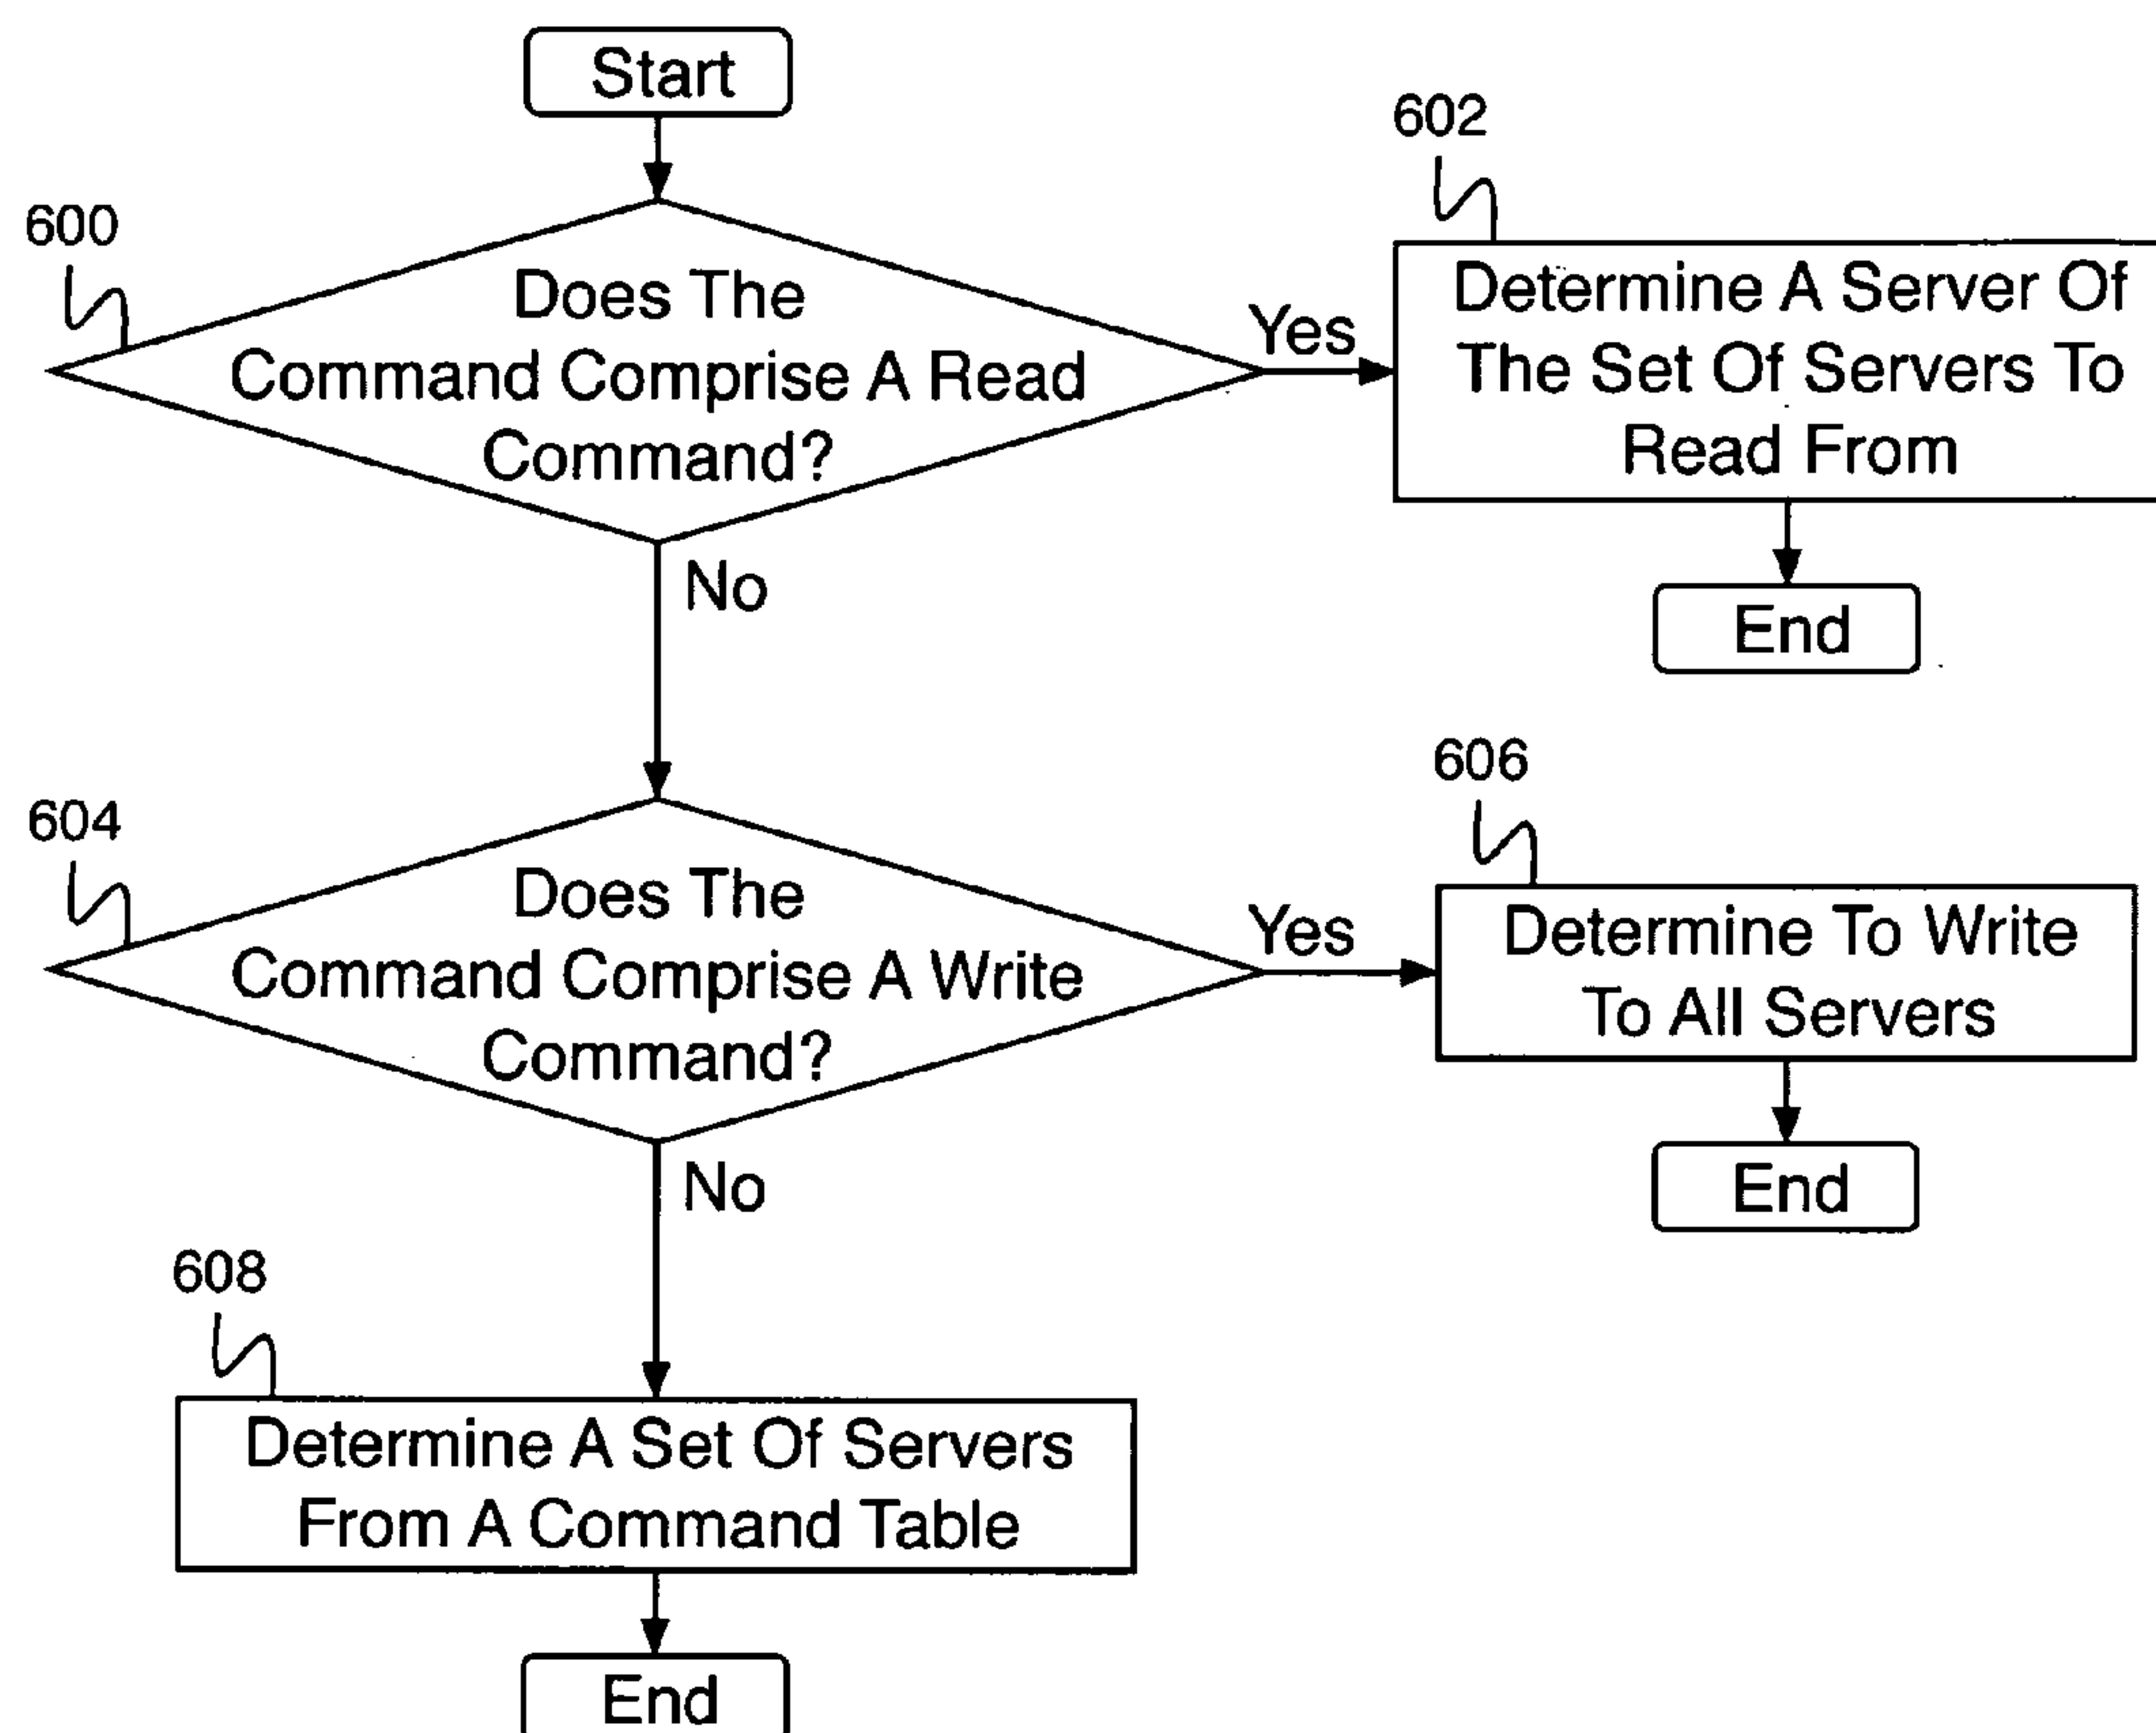 Start
600
Does The
Command Comprise A Read
Command?
Yes
602
Determine A Server Of
The Set Of Servers To
Read From
End
No
604
Does The
Command Comprise A Write
Command?
Yes
606
Determine To Write
To All Servers
End
No
608
Determine A Set Of Servers
From A Command Table
End